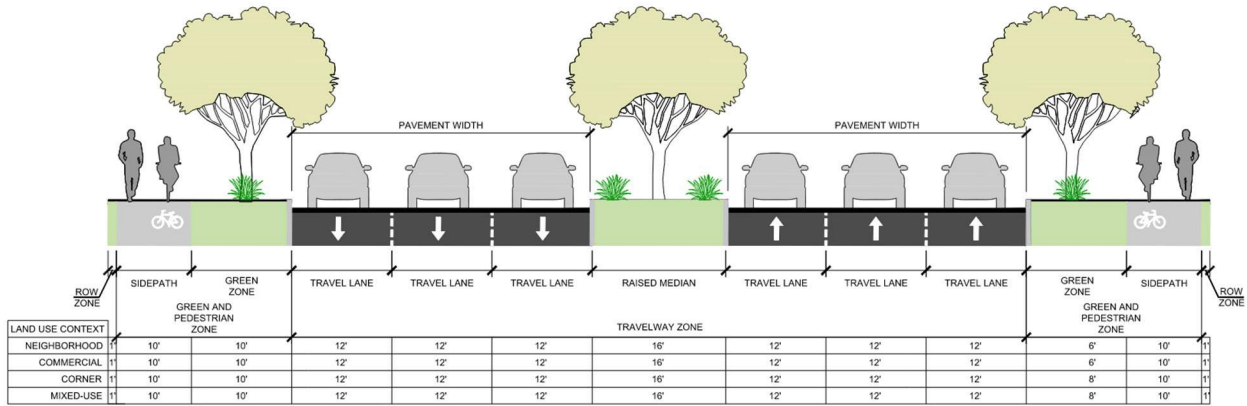 PAVEMENT WIDTH
PAVEMENT WIDTH
ROW
ZONE
SIDEPATH
GREEN
ZONE
TRAVEL LANE
TRAVEL LANE
TRAVEL LANE
RAISED MEDIAN
TRAVEL LANE
TRAVEL LANE
TRAVEL LANE
GREEN
ZONE
SIDEPATH
ROW
ZONE
GREEN AND
PEDESTRIAN
ZONE
TRAVELWAY ZONE
GREEN AND
PEDESTRIAN
ZONE
LAND USE CONTEXT
NEIGHBORHOOD 1' 10' 10' 12' 12' 12' 16' 12' 12' 12' 6' 10' 1'
COMMERCIAL 1' 10' 10' 12' 12' 12' 16' 12' 12' 12' 6' 10' 1'
CORNER 1' 10' 10' 12' 12' 12' 16' 12' 12' 12' 8' 10' 1'
MIXED-USE 1' 10' 10' 12' 12' 12' 16' 12' 12' 12' 8' 10' 1'